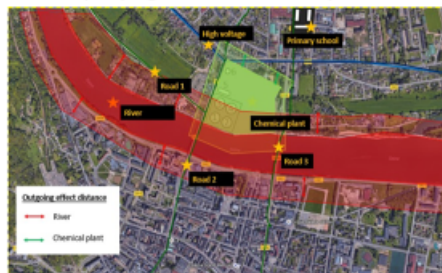 High voltage
Primary school
Road 1
River
Chemical plant
Road 2
Road 3
Outgoing effect distance
River
Chemical plant